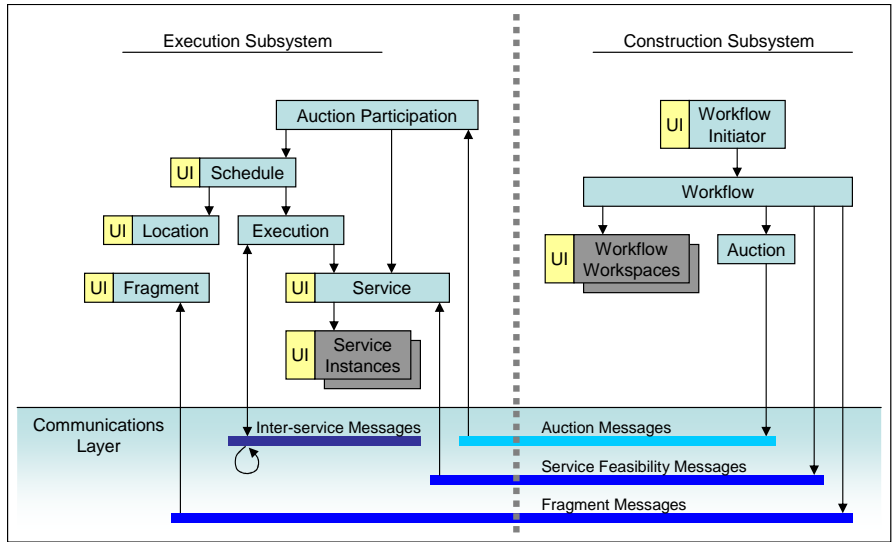 Execution Subsystem
Construction Subsystem
Auction Participation
UI
Workflow
Initiator
UI
Schedule
Workflow
UI
Location
Execution
UI
Workflow
Workspaces
Auction
UI
Fragment
UI
Service
UI
Service
Instances
Communications
Layer
Inter-service Messages
Auction Messages
Service Feasibility Messages
Fragment Messages